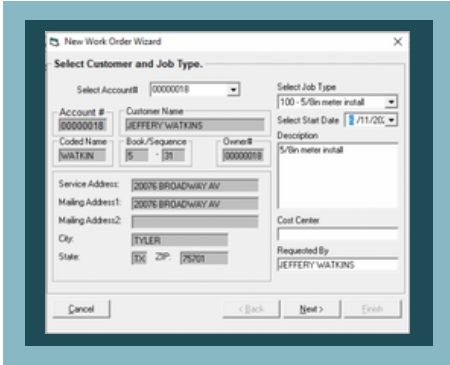 New Work Order Wizard
Select Customer and Job Type.
Select Account# 00000018
Account #
00000018
Customer Name
JEFFERY WATKINS
Coded Name
WATKIN
Book/Sequence
5 - 31
Owner#
00000018
Service Address: 20076 BROADWAY AV
Mailing Address1: 20076 BROADWAY AV
Mailing Address2:
City: TYLER
State: TX ZIP: 75701
Select Job Type
100 - 5/8in meter install
Select Start Date /11/202
Description
5/8in meter install
Cost Center
Requested By
JEFFERY WATKINS
Cancel
< Back
Next >
Finish